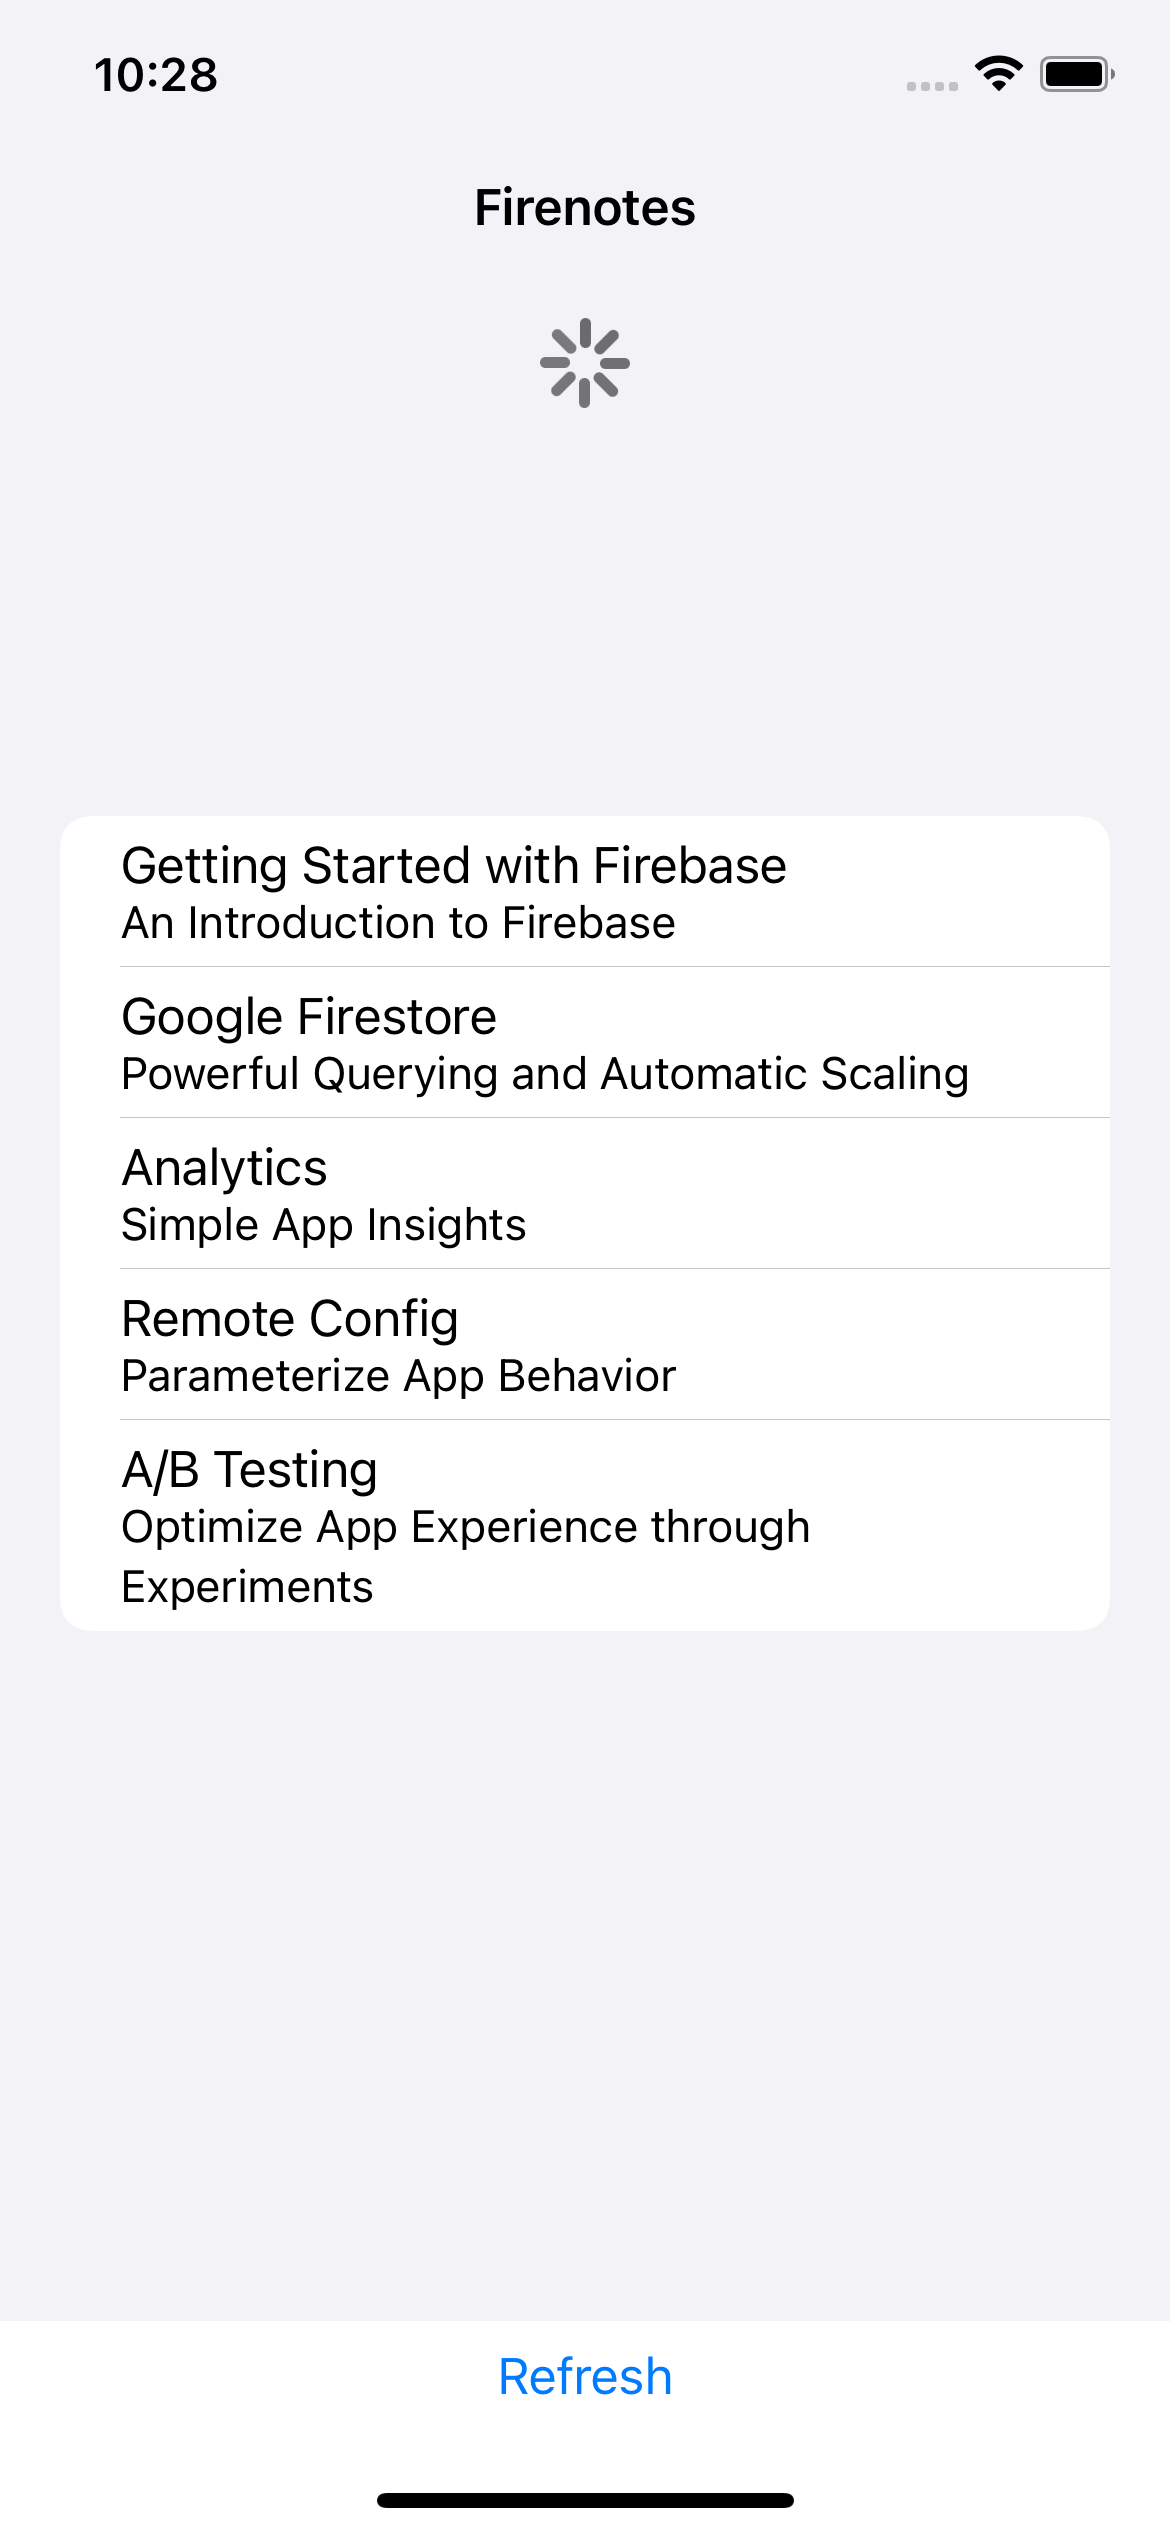 10:28
Firenotes
Getting Started with Firebase
An Introduction to Firebase
Google Firestore
Powerful Querying and Automatic Scaling
Analytics
Simple App Insights
Remote Config
Parameterize App Behavior
A/B Testing
Optimize App Experience through
Experiments
Refresh